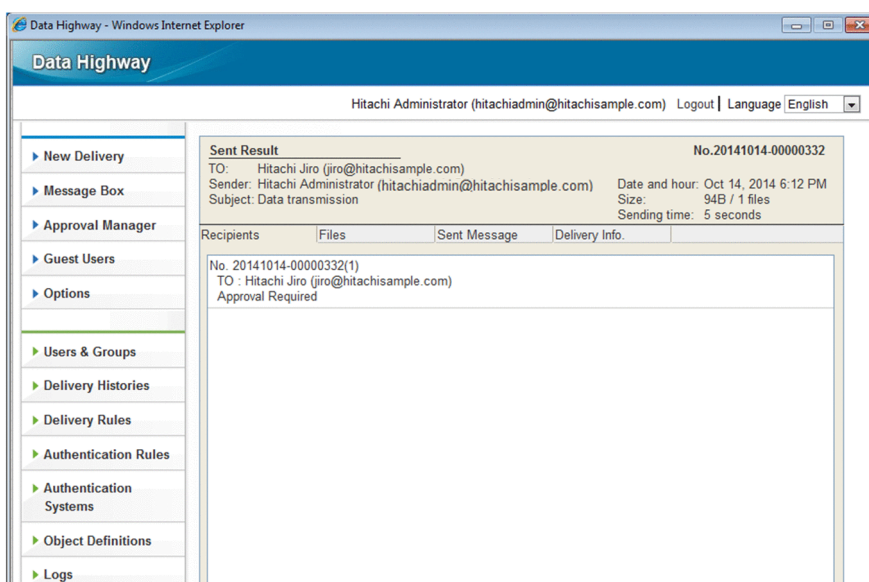 Data Highway - Windows Internet Explorer
Data Highway
Hitachi Administrator (hitachiadmin@hitachisample.com) Logout Language English
New Delivery
Message Box
Approval Manager
Guest Users
Options
Users & Groups
Delivery Histories
Delivery Rules
Authentication Rules
Authentication
Systems
Object Definitions
Logs
Sent Result No.20141014-00000332
TO: Hitachi Jiro (jiro@hitachisample.com)
Sender: Hitachi Administrator (hitachiadmin@hitachisample.com) Date and hour: Oct 14, 2014 6:12 PM
Subject: Data transmission Size: 94B / 1 files
Sending time: 5 seconds
Recipients Files Sent Message Delivery Info.
No. 20141014-00000332(1)
TO : Hitachi Jiro (jiro@hitachisample.com)
Approval Required